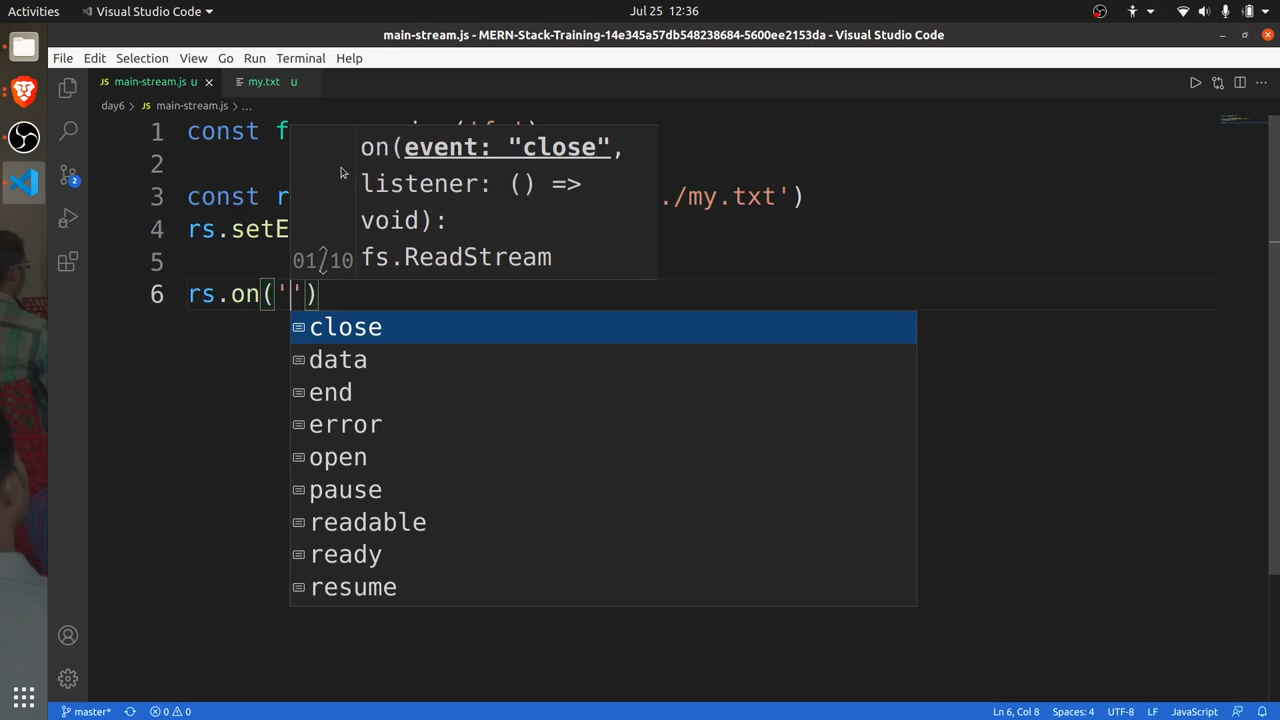 Activities Visual Studio Code Jul 25 12:36
main-stream.js - MERN-Stack-Training-14e345a57db548238684-5600ee2153da - Visual Studio Code
File Edit Selection View Go Run Terminal Help
main-stream.js U my.txt U
day6 > main-stream.js > ...
1 const f
2
3 const r ./my.txt')
4 rs.setE
5
6 rs.on('')
on(event: "close",
listener: () =>
void):
01/10 fs.ReadStream
close
data
end
error
open
pause
readable
ready
resume
2
master* 0 0 Ln 6, Col 8 Spaces: 4 UTF-8 LF JavaScript